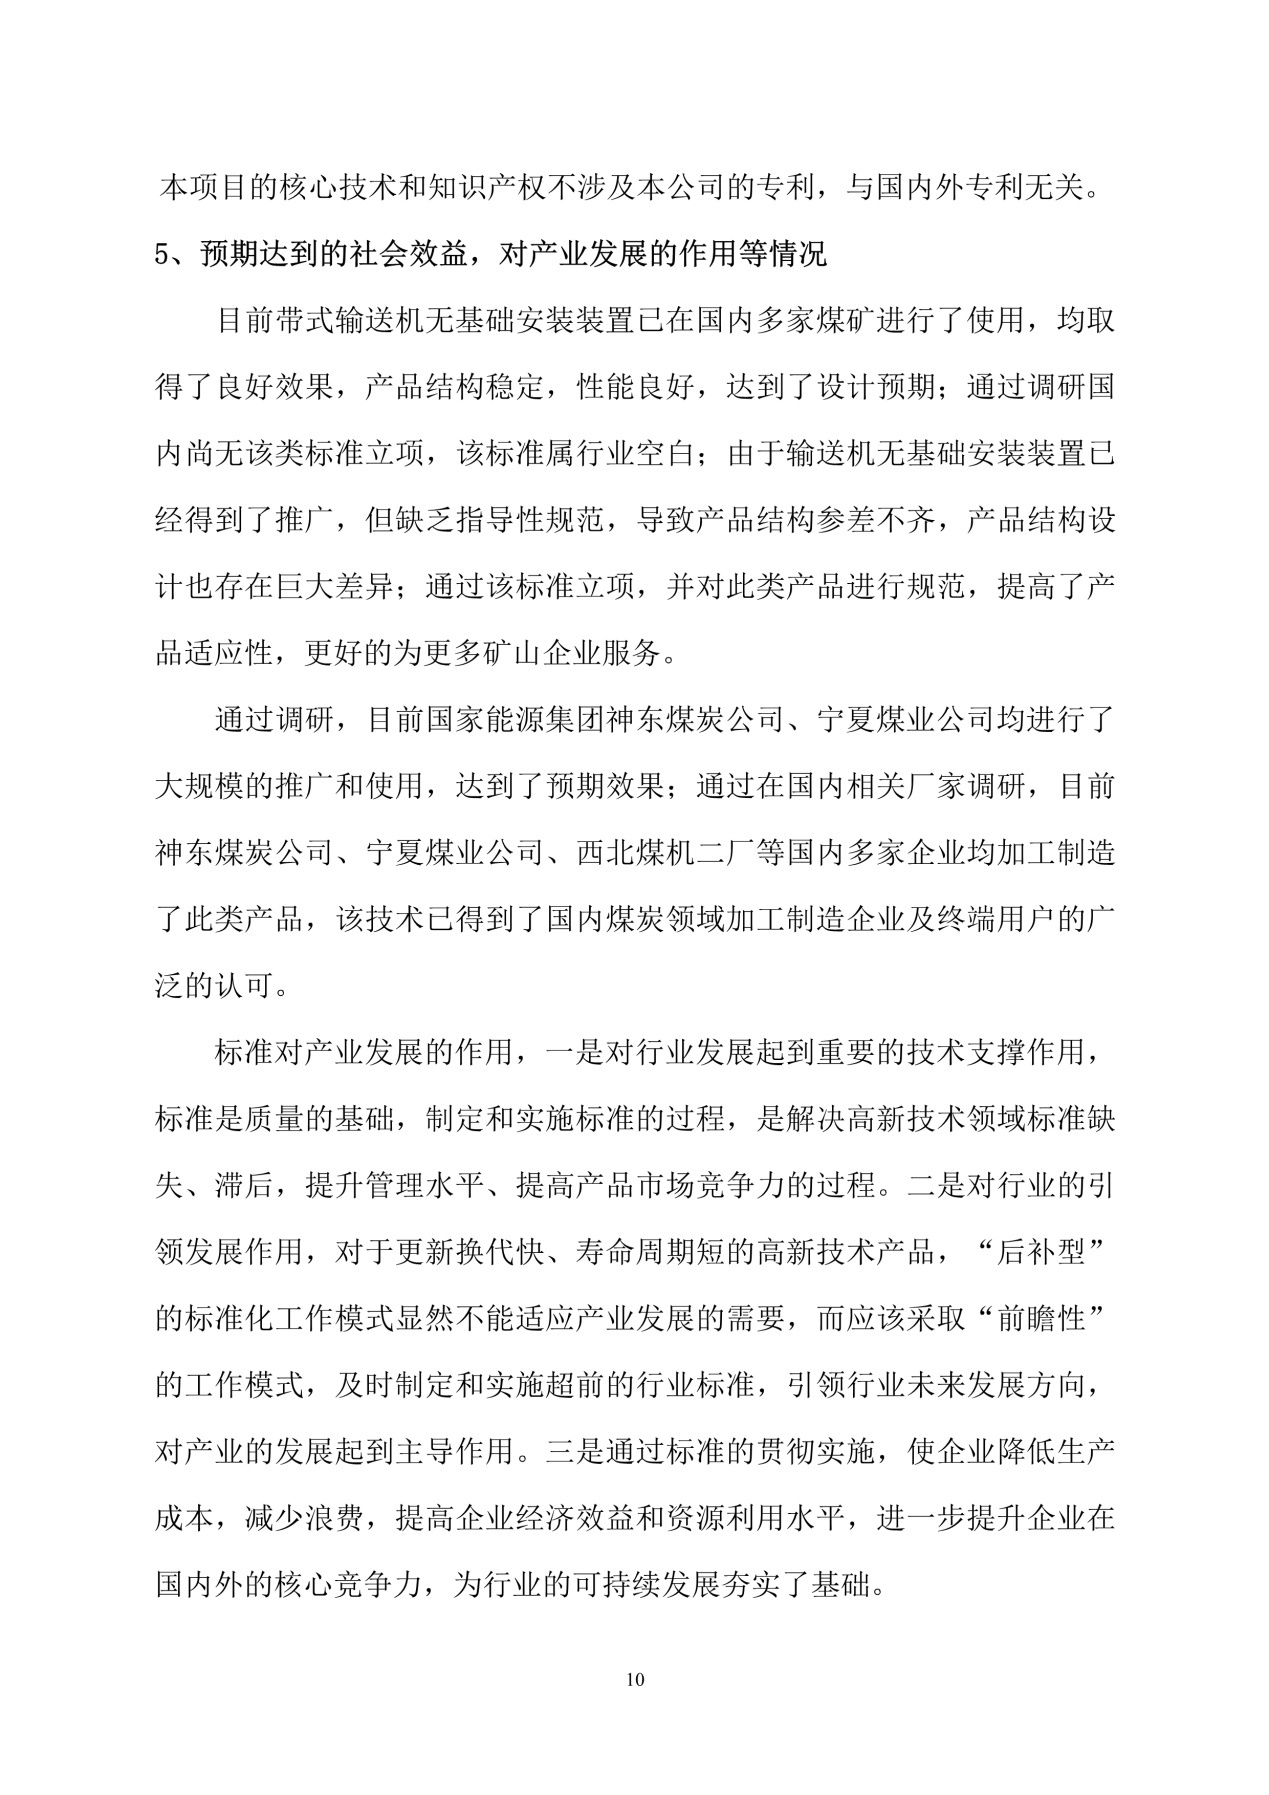 本项目的核心技术和知识产权不涉及本公司的专利，与国内外专利无关。
5、预期达到的社会效益，对产业发展的作用等情况
目前带式输送机无基础安装装置已在国内多家煤矿进行了使用，均取
得了良好效果，产品结构稳定，性能良好，达到了设计预期；通过调研国
内尚无该类标准立项，该标准属行业空白；由于输送机无基础安装装置已
经得到了推广，但缺乏指导性规范，导致产品结构参差不齐，产品结构设
计也存在巨大差异；通过该标准立项，并对此类产品进行规范，提高了产
品适应性，更好的为更多矿山企业服务。
通过调研，目前国家能源集团神东煤炭公司、宁夏煤业公司均进行了
大规模的推广和使用，达到了预期效果；通过在国内相关厂家调研，目前
神东煤炭公司、宁夏煤业公司、西北煤机二厂等国内多家企业均加工制造
了此类产品，该技术已得到了国内煤炭领域加工制造企业及终端用户的广
泛的认可。
标准对产业发展的作用，一是对行业发展起到重要的技术支撑作用，
标准是质量的基础，制定和实施标准的过程，是解决高新技术领域标准缺
失、滞后，提升管理水平、提高产品市场竞争力的过程。二是对行业的引
领发展作用，对于更新换代快、寿命周期短的高新技术产品，“后补型”
的标准化工作模式显然不能适应产业发展的需要，而应该采取“前瞻性”
的工作模式，及时制定和实施超前的行业标准，引领行业未来发展方向，
对产业的发展起到主导作用。三是通过标准的贯彻实施，使企业降低生产
成本，减少浪费，提高企业经济效益和资源利用水平，进一步提升企业在
国内外的核心竞争力，为行业的可持续发展夯实了基础。
10